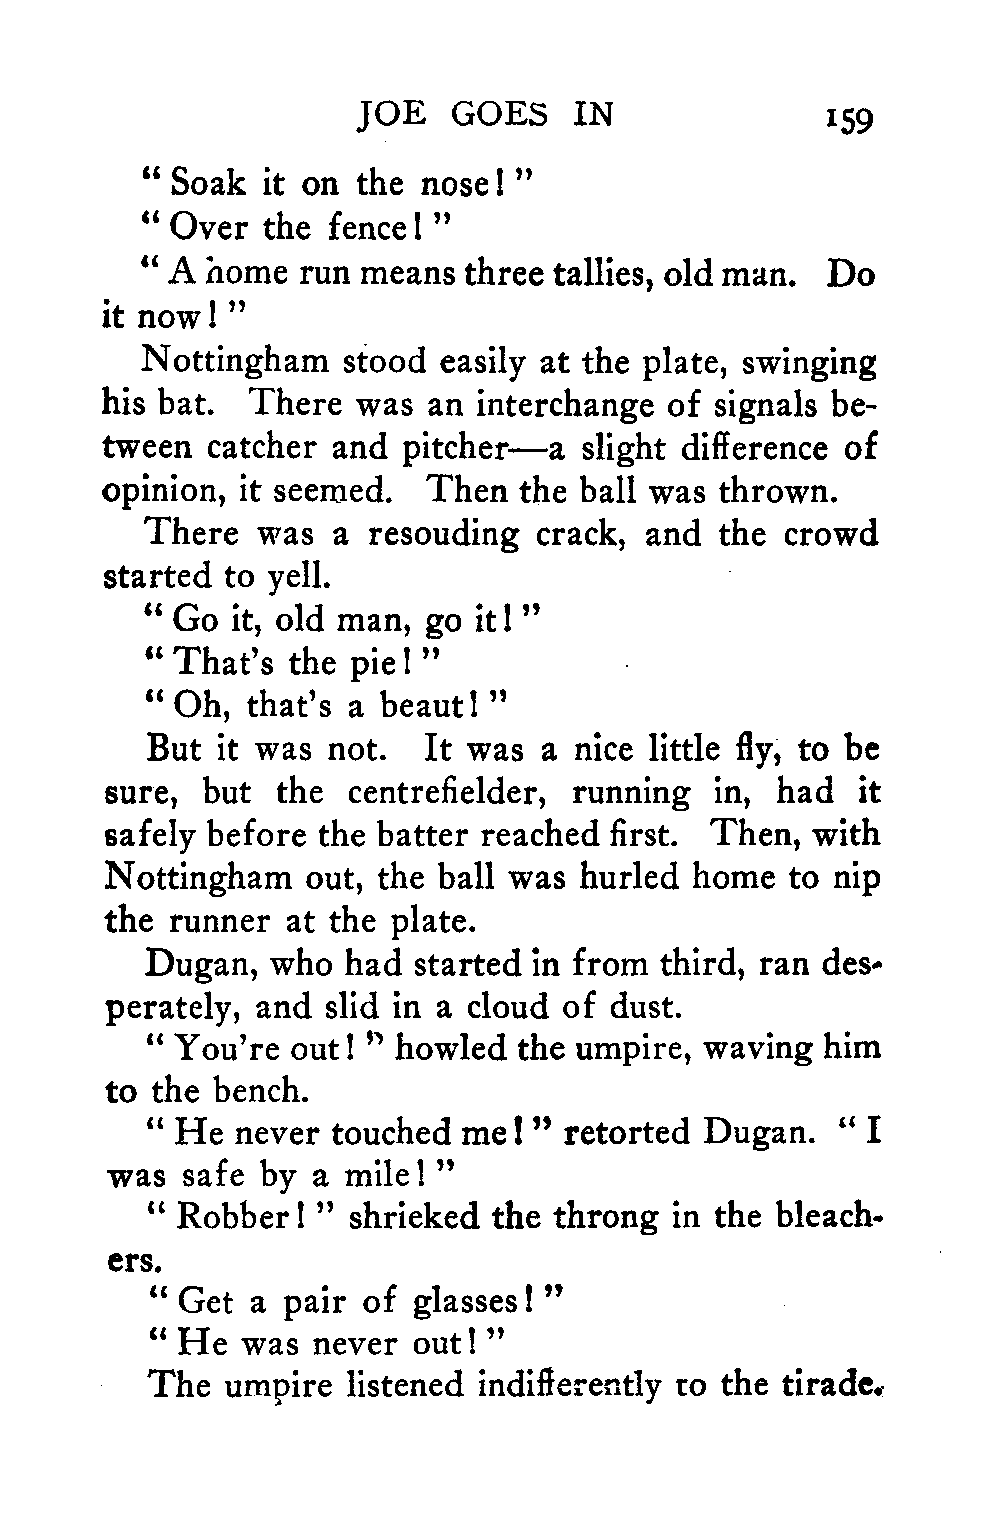 JOE GOES IN 159
“ Soak it on the nose! ”
“ Over the fence! ”
“ A home run means three tallies, old man. Do
it now! ”
Nottingham stood easily at the plate, swinging
his bat. There was an interchange of signals be-
tween catcher and pitcher—a slight difference of
opinion, it seemed. Then the ball was thrown.
There was a resouding crack, and the crowd
started to yell.
“ Go it, old man, go it! ”
“ That’s the pie! ”
“ Oh, that’s a beaut! ”
But it was not. It was a nice little fly, to be
sure, but the centrefielder, running in, had it
safely before the batter reached first. Then, with
Nottingham out, the ball was hurled home to nip
the runner at the plate.
Dugan, who had started in from third, ran des-
perately, and slid in a cloud of dust.
“ You’re out! ” howled the umpire, waving him
to the bench.
“ He never touched me! ” retorted Dugan. “ I
was safe by a mile! ”
“ Robber! ” shrieked the throng in the bleach-
ers.
“ Get a pair of glasses! ”
“ He was never out! ”
The umpire listened indifferently to the tirade.